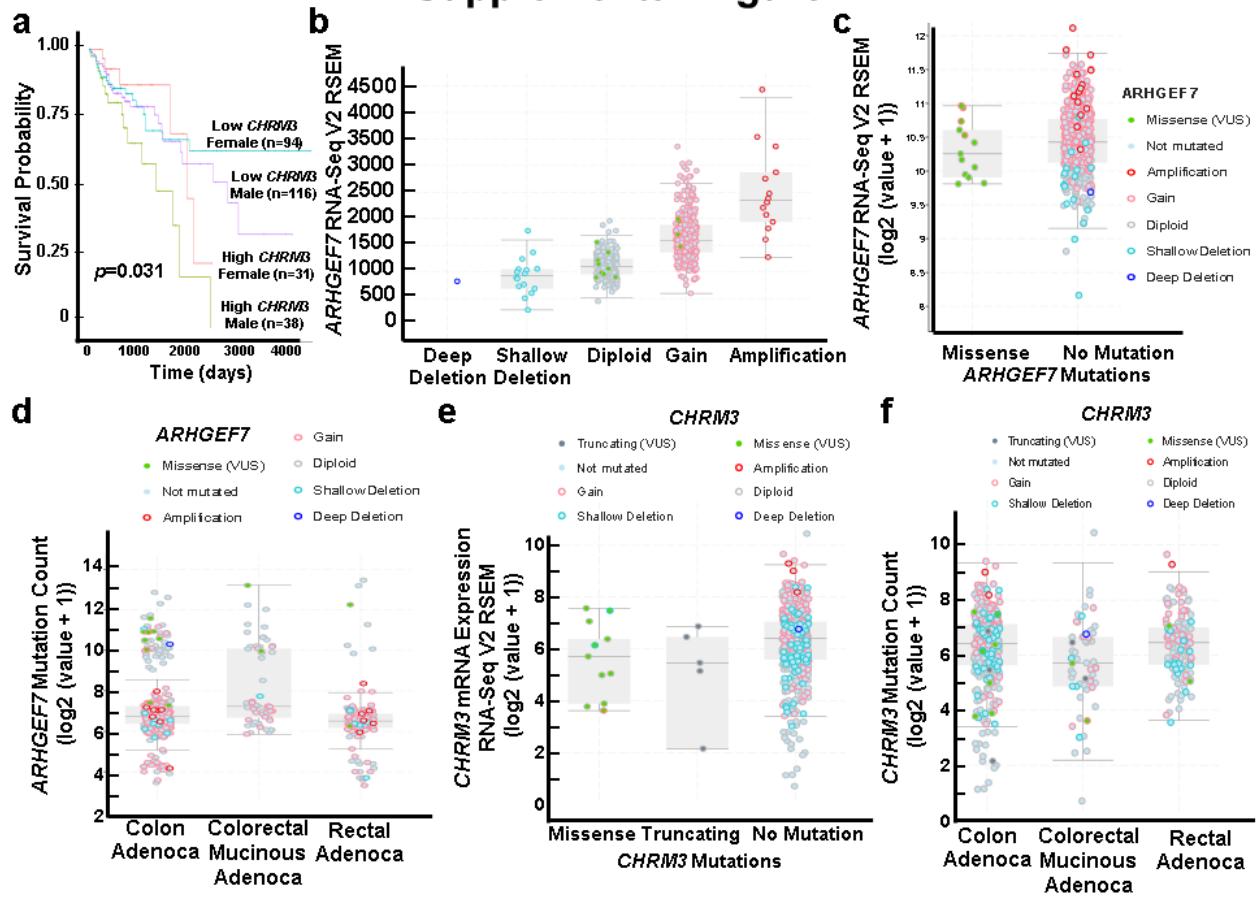 a
Survival Probability
1.00
0.75
0.50
0.25
0
p=0.031
Low CHRM3
Female (n=94)
Low CHRM3
Male (n=116)
High CHRM3
Female (n=31)
High CHRM3
Male (n=38)
0 1000 2000 3000 4000
Time (days)
b
ARHGEF7 RNA-Seq V2 RSEM
4500
4000
3500
3000
2500
2000
1500
1000
500
0
Deep Shallow Diploid Gain Amplification
Deletion Deletion
c
ARHGEF7 RNA-Seq V2 RSEM
(log2 (value + 1))
12
11.5
11
10.5
10
9.5
9
8.5
8
Missense No Mutation
ARHGEF7 Mutations
ARHGEF7
Missense (VUS)
Not mutated
Amplification
Gain
Diploid
Shallow Deletion
Deep Deletion
d
ARHGEF7
Missense (VUS)
Not mutated
Amplification
Gain
Diploid
Shallow Deletion
Deep Deletion
ARHGEF7 Mutation Count
(log2 (value + 1))
14
12
10
8
6
4
2
Colon Colorectal Rectal
Adenoca Mucinous Adenoca
Adenoca
e
CHRM3
Truncating (VUS) Missense (VUS)
Not mutated Amplification
Gain Diploid
Shallow Deletion Deep Deletion
CHRM3 mRNA Expression
RNA-Seq V2 RSEM
(log2 (value + 1))
10
8
6
4
2
0
Missense Truncating No Mutation
CHRM3 Mutations
f
CHRM3
Truncating (VUS) Missense (VUS)
Not mutated Amplification
Gain Diploid
Shallow Deletion Deep Deletion
CHRM3 Mutation Count
(log2 (value + 1))
10
8
6
4
2
0
Colon Colorectal Rectal
Adenoca Mucinous Adenoca
Adenoca